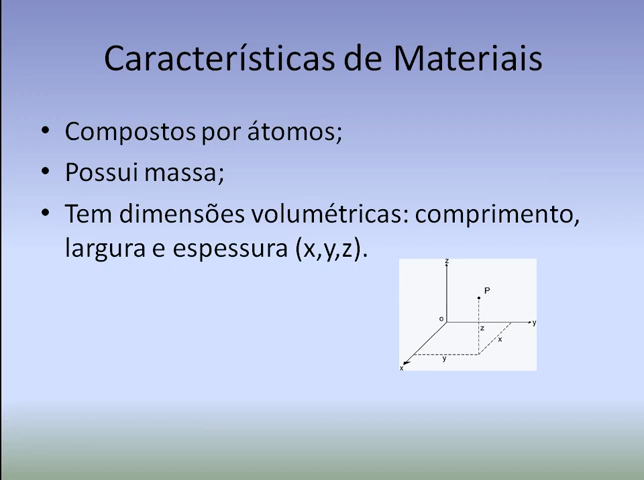 Características de Materiais
• Compostos por átomos;
• Possui massa;
• Tem dimensões volumétricas: comprimento,
largura e espessura (x,y,z).
z
P
o
y
z
x
y
x